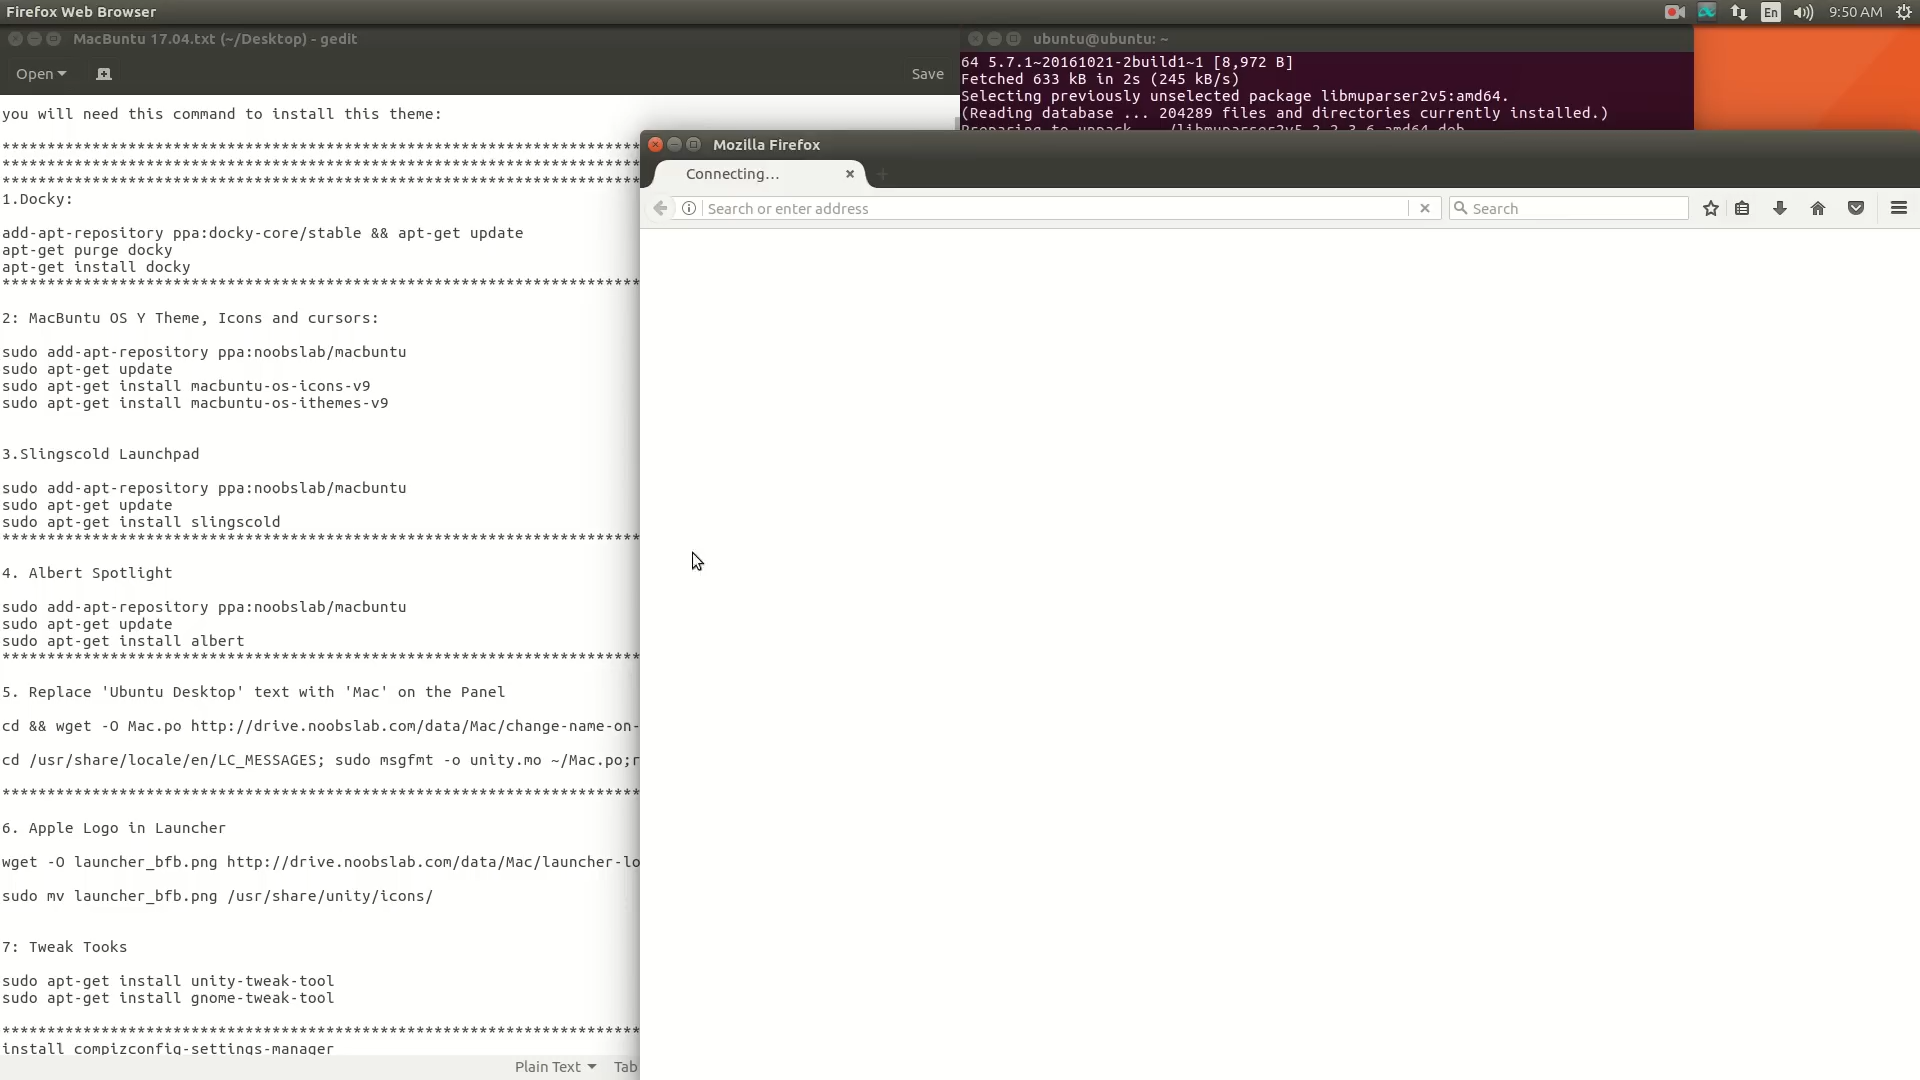 Firefox Web Browser
En
9:50 AM
MacBuntu 17.04.txt (~/Desktop) - gedit
Open
Save
you will need this command to install this theme:
***********************************************************************
***********************************************************************
***********************************************************************
1.Docky:
add-apt-repository ppa:docky-core/stable && apt-get update
apt-get purge docky
apt-get install docky
***********************************************************************
2: MacBuntu OS Y Theme, Icons and cursors:
sudo add-apt-repository ppa:noobslab/macbuntu
sudo apt-get update
sudo apt-get install macbuntu-os-icons-v9
sudo apt-get install macbuntu-os-ithemes-v9
3.Slingscold Launchpad
sudo add-apt-repository ppa:noobslab/macbuntu
sudo apt-get update
sudo apt-get install slingscold
***********************************************************************
4. Albert Spotlight
sudo add-apt-repository ppa:noobslab/macbuntu
sudo apt-get update
sudo apt-get install albert
***********************************************************************
5. Replace 'Ubuntu Desktop' text with 'Mac' on the Panel
cd && wget -O Mac.po http://drive.noobslab.com/data/Mac/change-name-on-
cd /usr/share/locale/en/LC_MESSAGES; sudo msgfmt -o unity.mo ~/Mac.po;r
***********************************************************************
6. Apple Logo in Launcher
wget -O launcher_bfb.png http://drive.noobslab.com/data/Mac/launcher-lo
sudo mv launcher_bfb.png /usr/share/unity/icons/
7: Tweak Tooks
sudo apt-get install unity-tweak-tool
sudo apt-get install gnome-tweak-tool
***********************************************************************
install compizconfig-settings-manager
Plain Text
Tab
ubuntu@ubuntu: ~
64 5.7.1~20161021-2build1~1 [8,972 B]
Fetched 633 kB in 2s (245 kB/s)
Selecting previously unselected package libmuparser2v5:amd64.
(Reading database ... 204289 files and directories currently installed.)
Preparing to unpack .../libmuparser2v5_2.2.3-6_amd64.deb
Mozilla Firefox
Connecting…
Search or enter address
Search